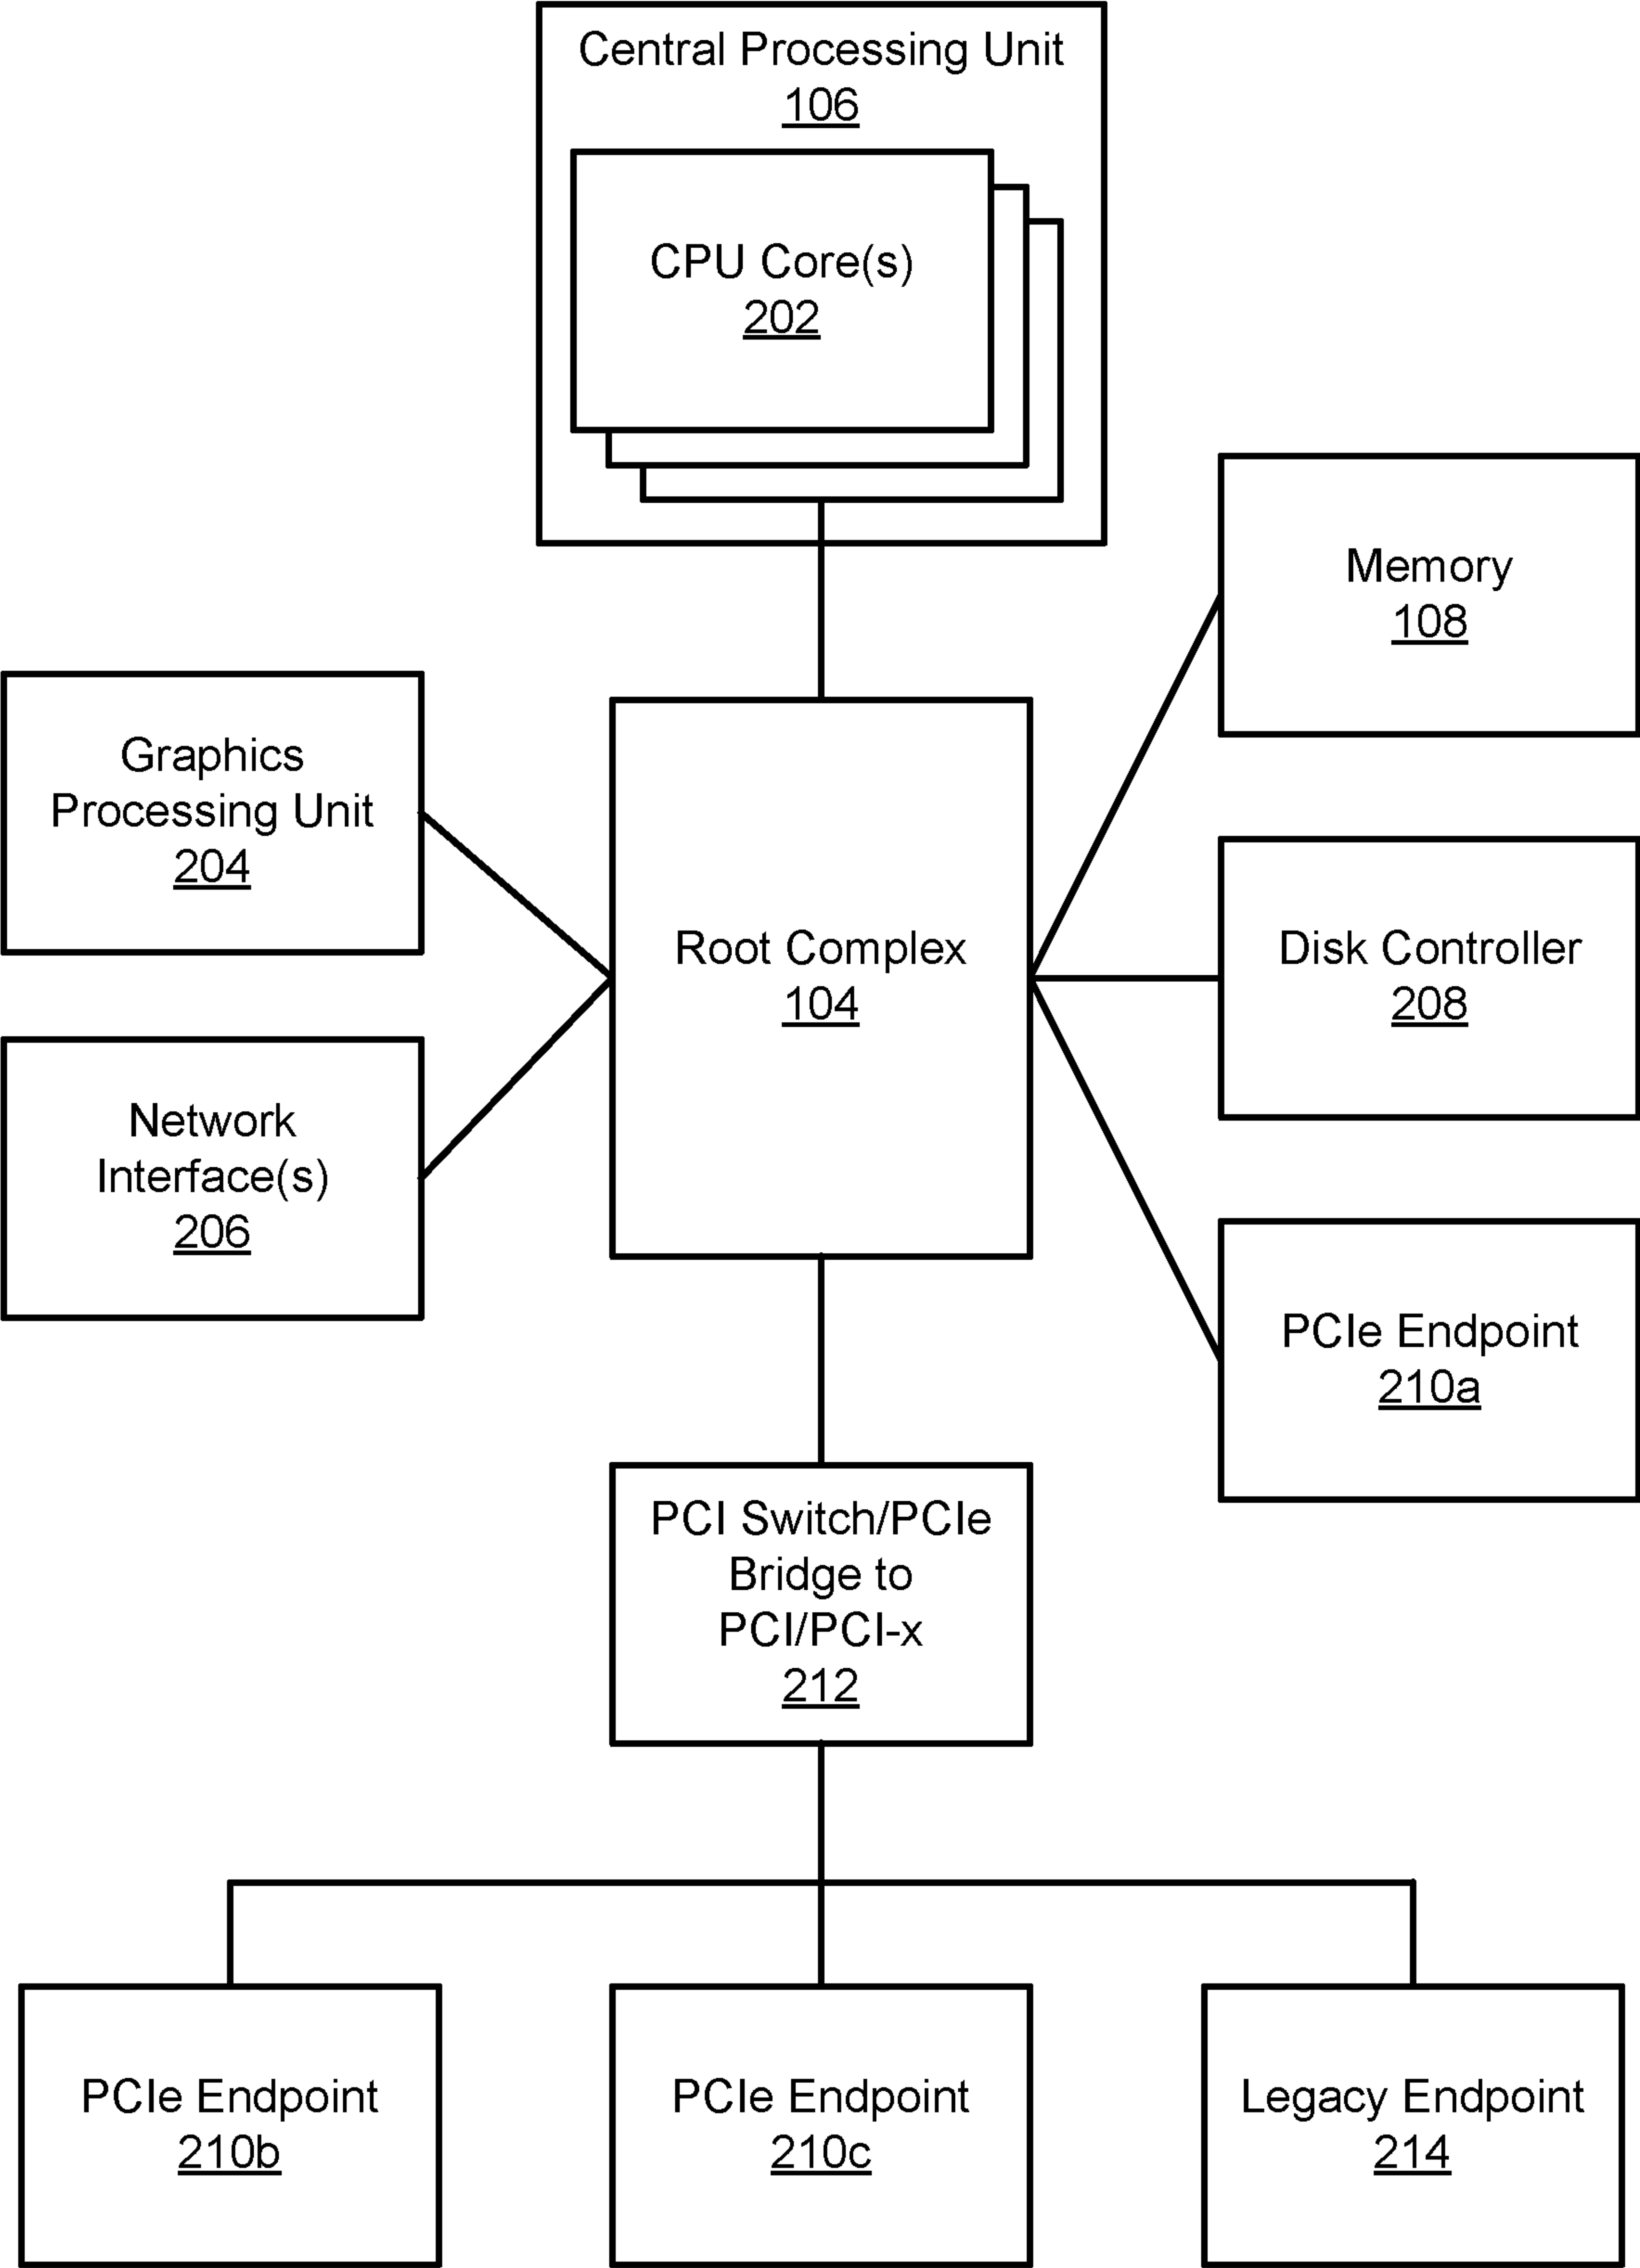 Central Processing Unit
106
CPU Core(s)
202
Memory
108
Graphics
Processing Unit
204
Root Complex
104
Disk Controller
208
Network
Interface(s)
206
PCIe Endpoint
210a
PCI Switch/PCIe
Bridge to
PCI/PCI-x
212
PCIe Endpoint
210b
PCIe Endpoint
210c
Legacy Endpoint
214